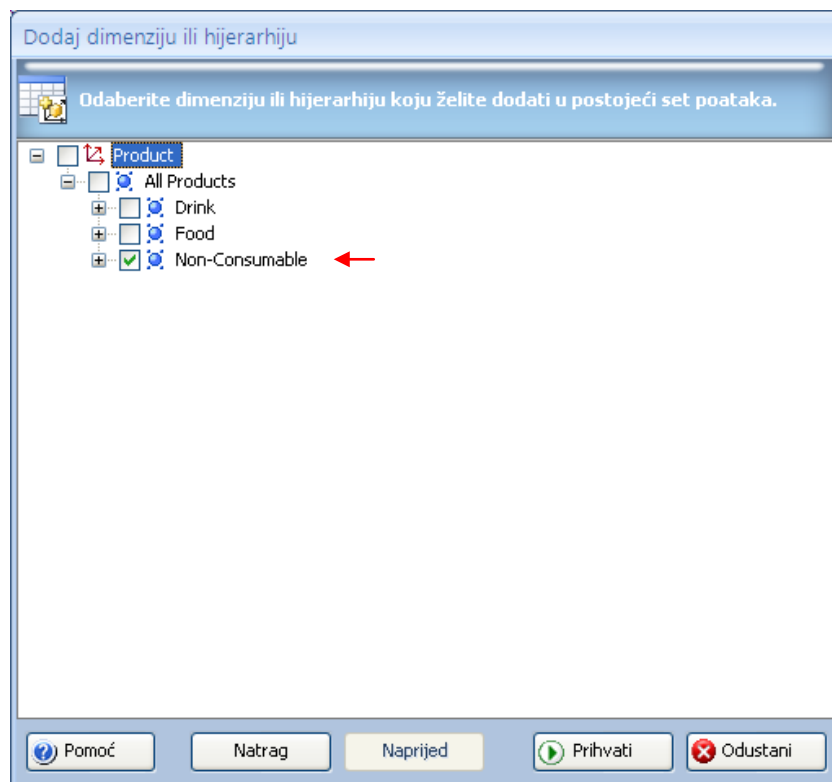 Dodaj dimenziju ili hijerarhiju
Odaberite dimenziju ili hijerarhiju koju želite dodati u postojeći set poataka.
Product
All Products
Drink
Food
Non-Consumable
Pomoć Natrag Naprijed Prihvati Odustani